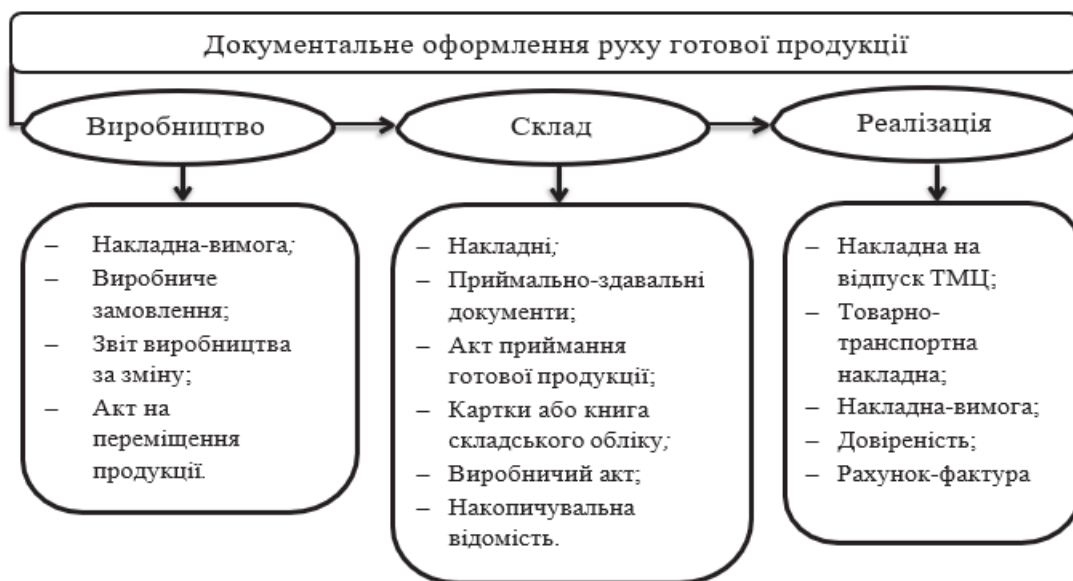 Документальне оформлення руху готової продукції
Виробництво
Склад
Реалізація
– Накладна-вимога;
– Виробниче
замовлення;
– Звіт виробництва
за зміну;
– Акт на
переміщення
продукції.
– Накладні;
– Приймально-здавальні
документи;
– Акт приймання
готової продукції;
– Картки або книга
складського обліку;
– Виробничий акт;
– Накопичувальна
відомість.
– Накладна на
відпуск ТМЦ;
– Товарно-
транспортна
накладна;
– Накладна-вимога;
– Довіреність;
– Рахунок-фактура